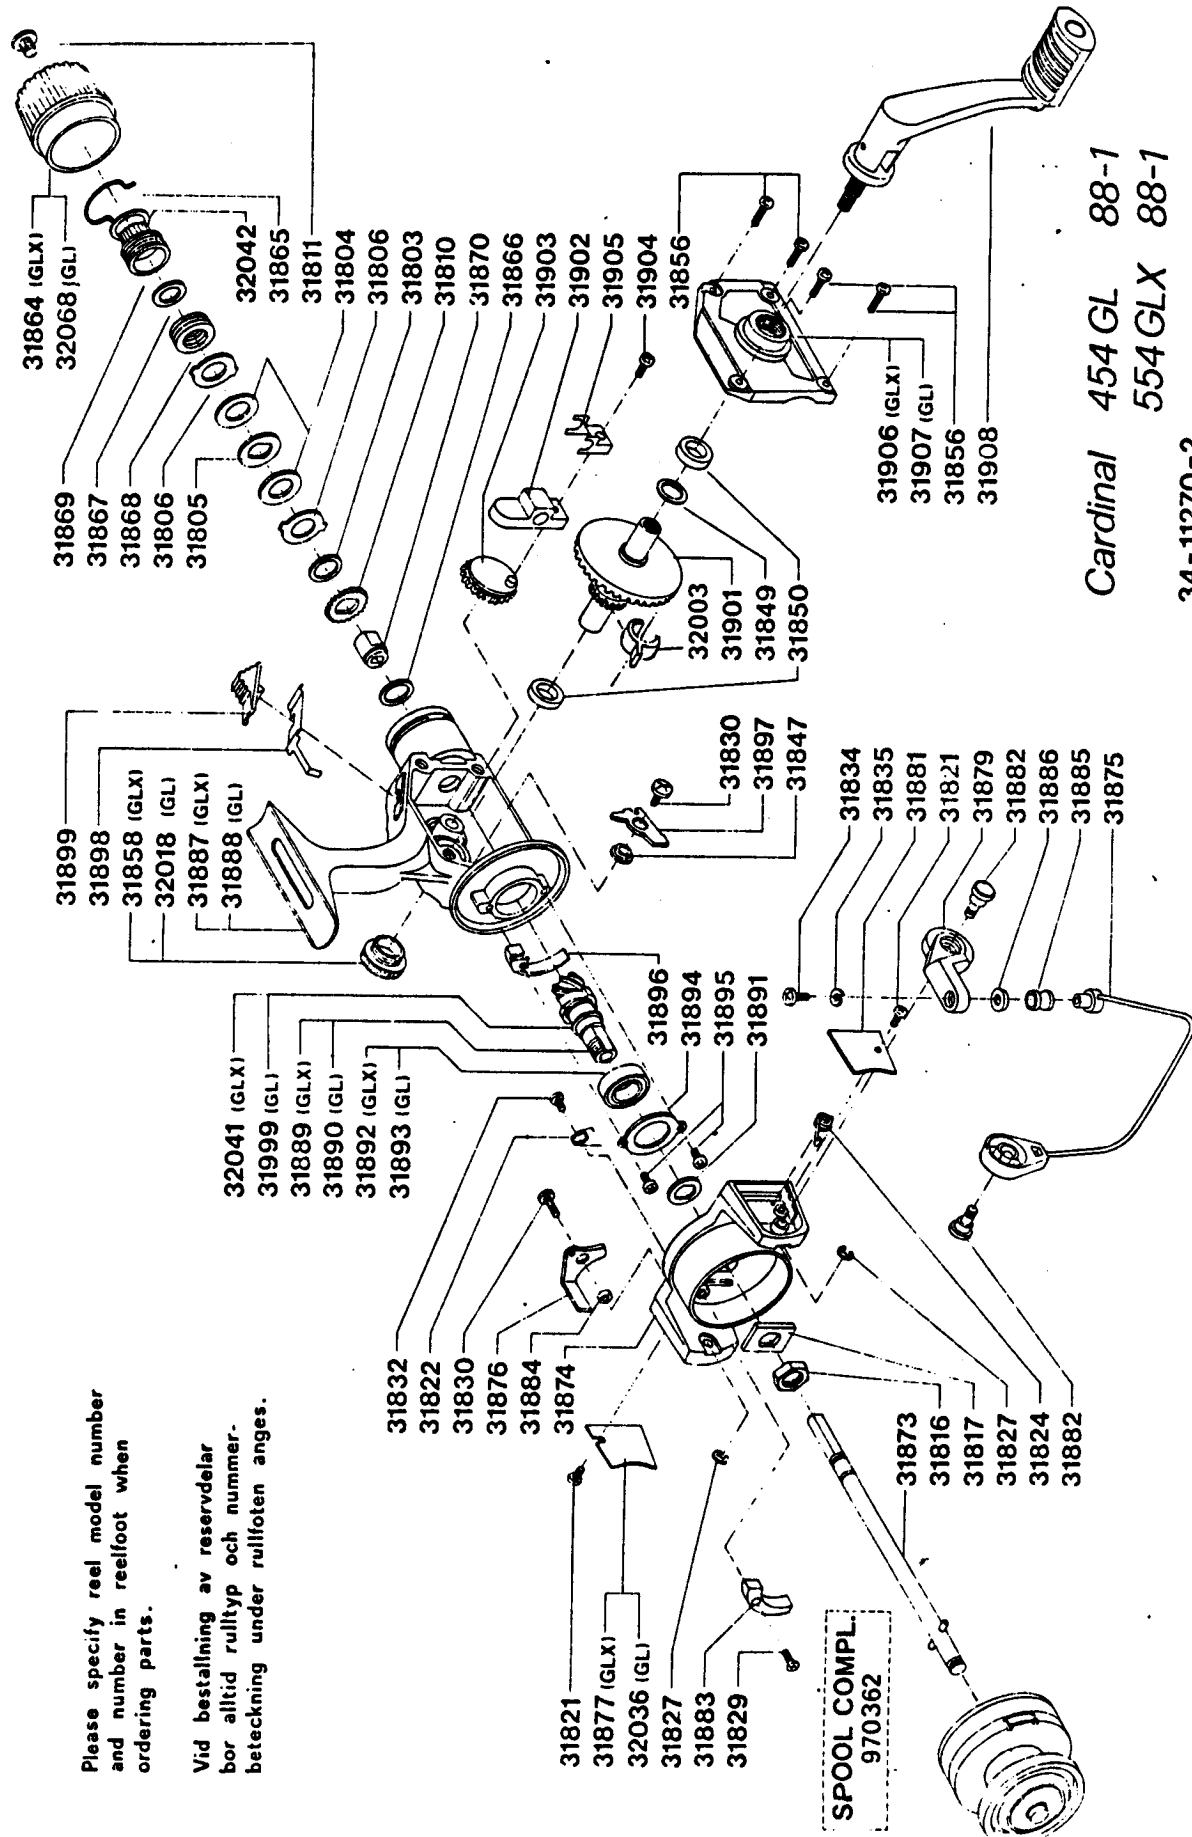 Please specify reel model number
and number in reelfoot when
ordering parts.
Vid bestallning av reservdelar
bor alltid rulltyp och nummer-
beteckning under rullfoten anges.
31821
31877 (GLX)
32036 (GL)
31827
31883
31829
SPOOL COMPL.
970362
31832
31822
31830
31876
31884
31874
31873
31816
31817
31827
31824
31882
32041 (GLX)
31999 (GL)
31889 (GLX)
31890 (GL)
31892 (GLX)
31893 (GL)
31896
31894
31895
31891
31899
31898
31858 (GLX)
32018 (GL)
31887 (GLX)
31888 (GL)
31830
31897
31847
31834
31835
31881
31821
31879
31882
31886
31885
31875
31869
31867
31868
31806
31805
32003
31901
31849
31850
31864 (GLX)
32068 (GL)
32042
31865
31811
31804
31806
31803
31810
31870
31866
31903
31902
31905
31904
31856
31906 (GLX)
31907 (GL)
31856
31908
Cardinal 454 GL 88-1
554 GLX 88-1